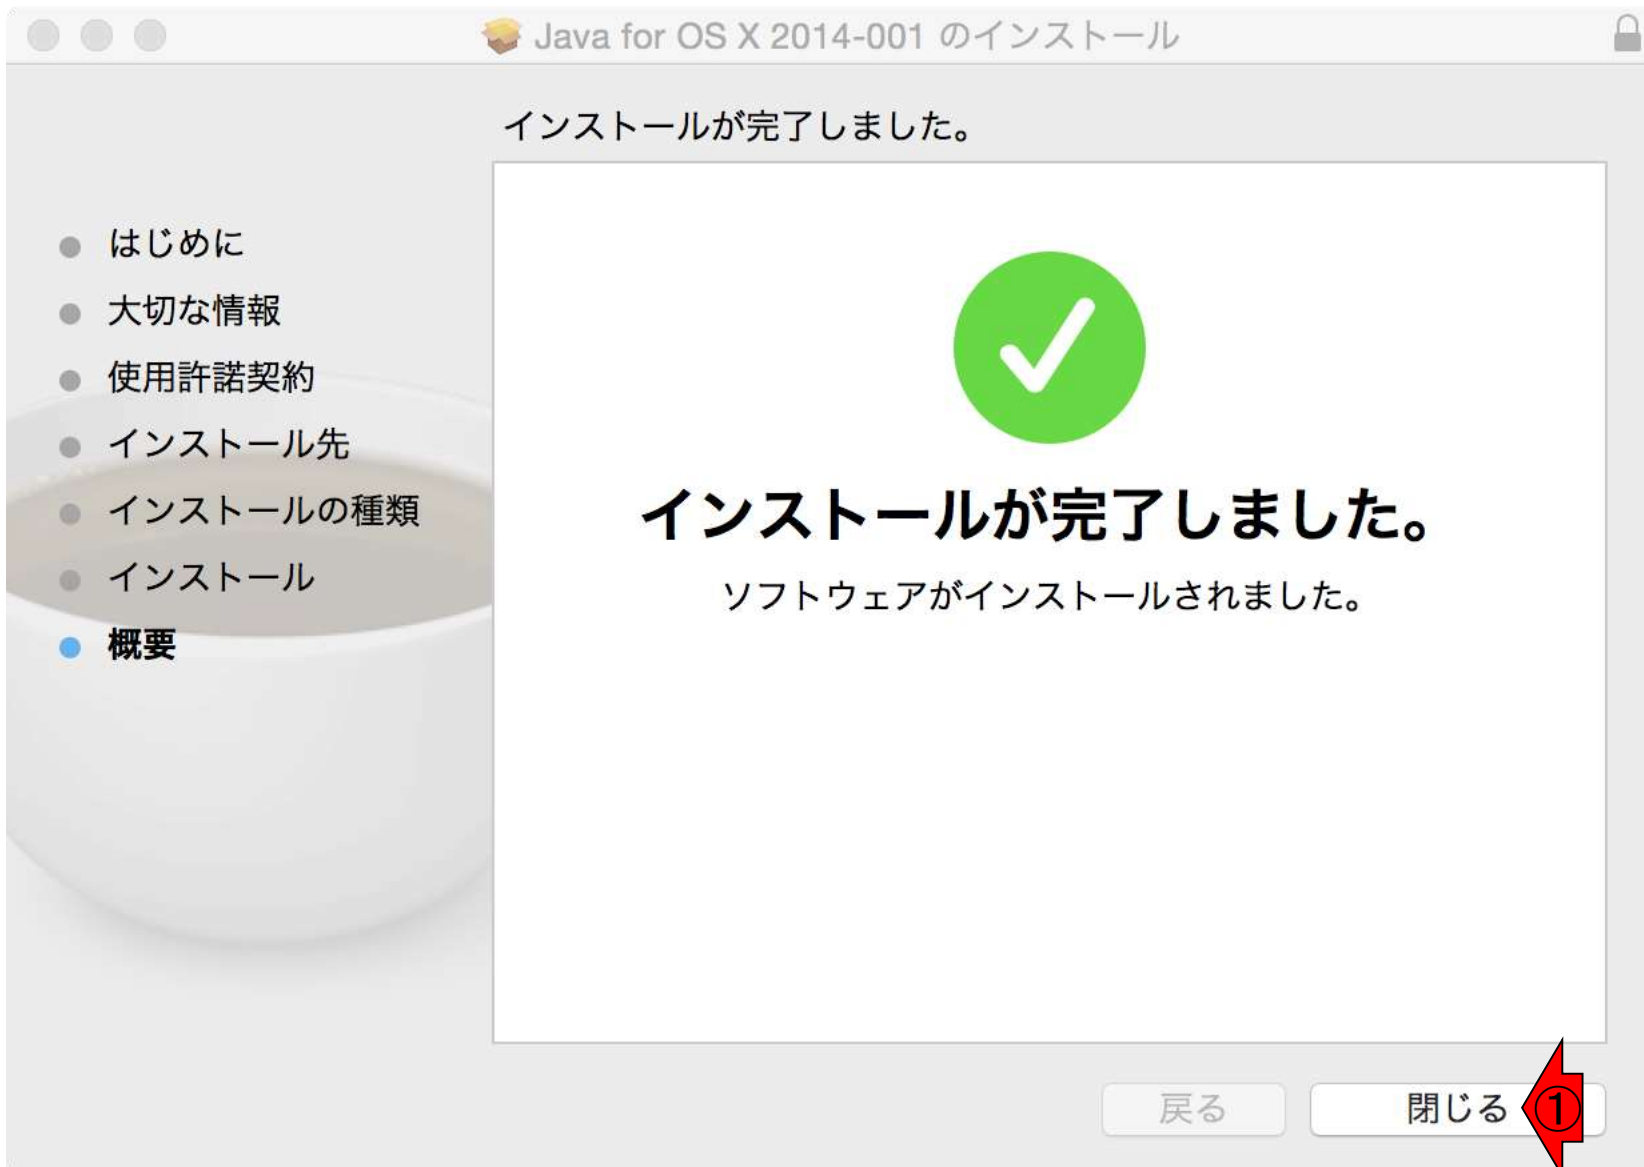 Java for OS X 2014-001 のインストール
インストールが完了しました。
はじめに
大切な情報
使用許諾契約
インストール先
インストールの種類
インストール
概要
インストールが完了しました。
ソフトウェアがインストールされました。
戻る
閉じる
①